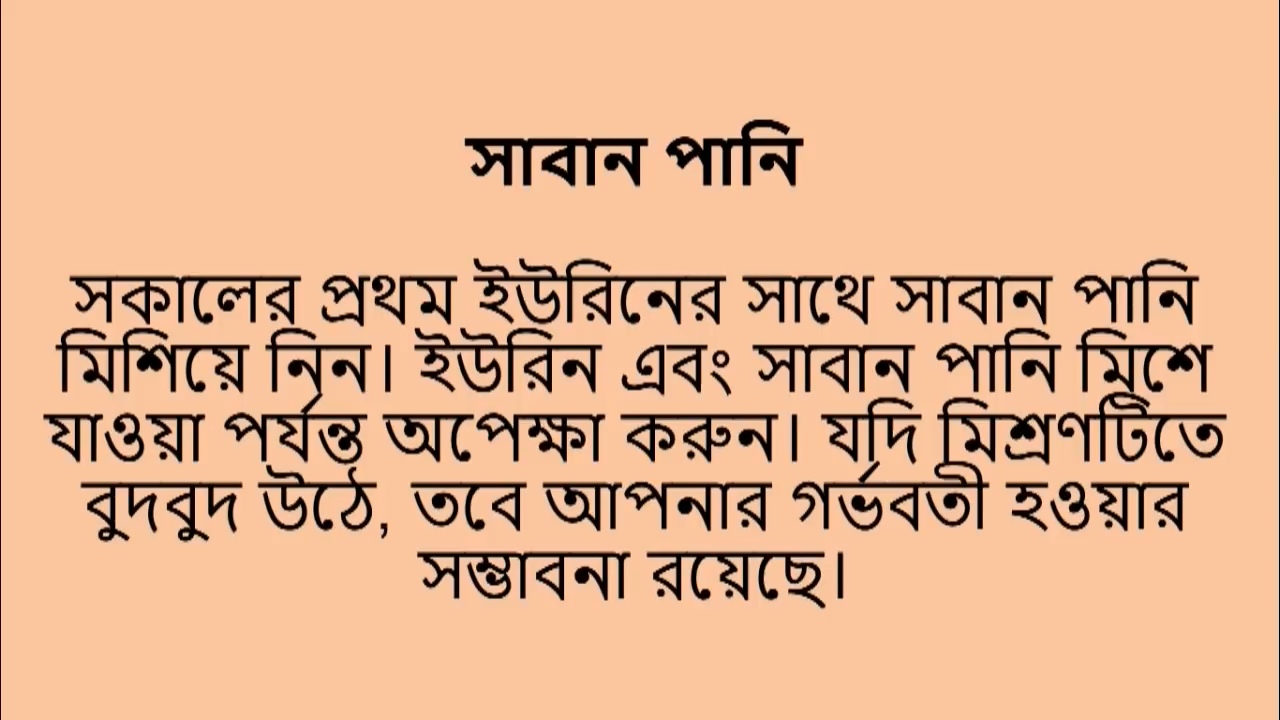 সাবান পানি
সকালের প্রথম ইউরিনের সাথে সাবান পানি
মিশিয়ে নিন। ইউরিন এবং সাবান পানি মিশে
যাওয়া পর্যন্ত অপেক্ষা করুন। যদি মিশ্রণটিতে
বুদবুদ উঠে, তবে আপনার গর্ভবতী হওয়ার
সম্ভাবনা রয়েছে।